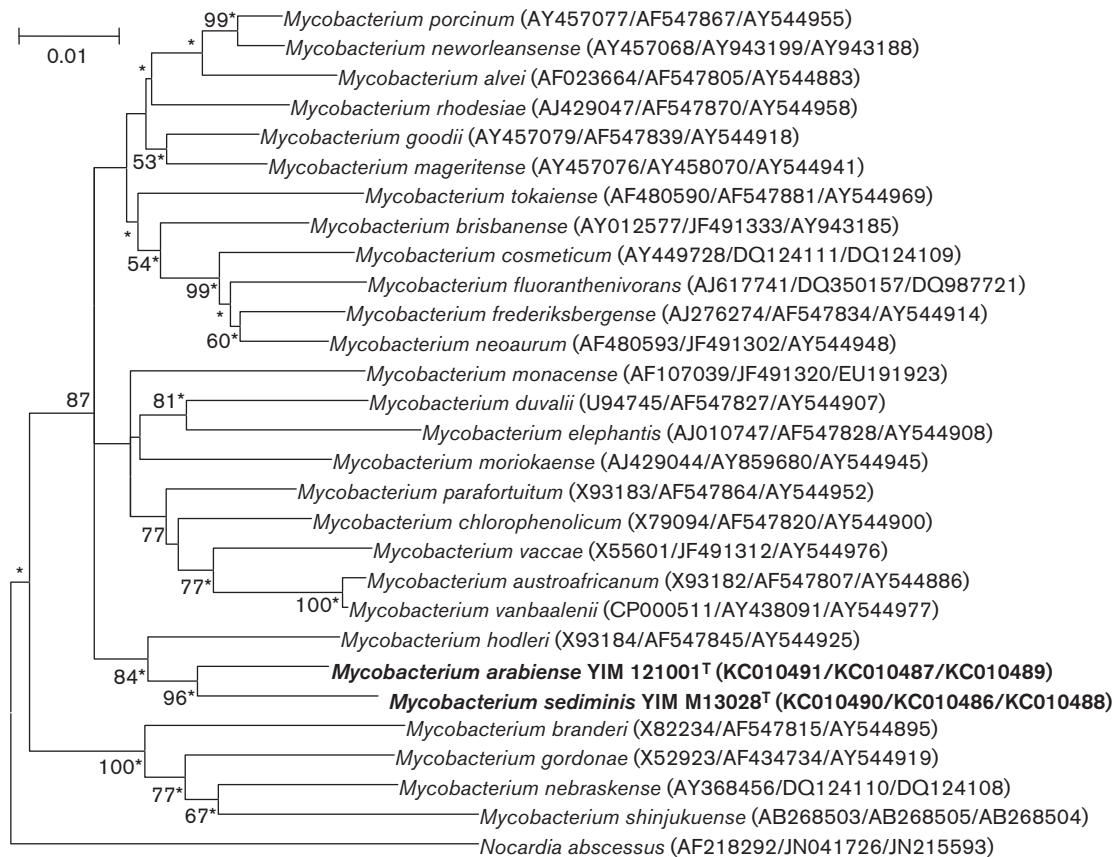 99*
Mycobacterium porcinum (AY457077/AF547867/AY544955)
*
Mycobacterium neworleansense (AY457068/AY943199/AY943188)
0.01
*
Mycobacterium alvei (AF023664/AF547805/AY544883)
Mycobacterium rhodesiae (AJ429047/AF547870/AY544958)
Mycobacterium goodii (AY457079/AF547839/AY544918)
53*
Mycobacterium mageritense (AY457076/AY458070/AY544941)
Mycobacterium tokaiense (AF480590/AF547881/AY544969)
*
Mycobacterium brisbanense (AY012577/JF491333/AY943185)
54*
Mycobacterium cosmeticum (AY449728/DQ124111/DQ124109)
99*
Mycobacterium fluoranthenivorans (AJ617741/DQ350157/DQ987721)
*
Mycobacterium frederiksbergense (AJ276274/AF547834/AY544914)
60*
Mycobacterium neoaurum (AF480593/JF491302/AY544948)
Mycobacterium monacense (AF107039/JF491320/EU191923)
87
81*
Mycobacterium duvalii (U94745/AF547827/AY544907)
Mycobacterium elephantis (AJ010747/AF547828/AY544908)
Mycobacterium moriokaense (AJ429044/AY859680/AY544945)
Mycobacterium parafortuitum (X93183/AF547864/AY544952)
77
Mycobacterium chlorophenolicum (X79094/AF547820/AY544900)
Mycobacterium vaccae (X55601/JF491312/AY544976)
77*
*
Mycobacterium austroafricanum (X93182/AF547807/AY544886)
100*
Mycobacterium vanbaalenii (CP000511/AY438091/AY544977)
Mycobacterium hodleri (X93184/AF547845/AY544925)
84*
Mycobacterium arabiense YIM 121001ᵀ (KC010491/KC010487/KC010489)
96*
Mycobacterium sediminis YIM M13028ᵀ (KC010490/KC010486/KC010488)
Mycobacterium branderi (X82234/AF547815/AY544895)
100*
Mycobacterium gordonae (X52923/AF434734/AY544919)
77*
Mycobacterium nebraskense (AY368456/DQ124110/DQ124108)
67*
Mycobacterium shinjukuense (AB268503/AB268505/AB268504)
Nocardia abscessus (AF218292/JN041726/JN215593)